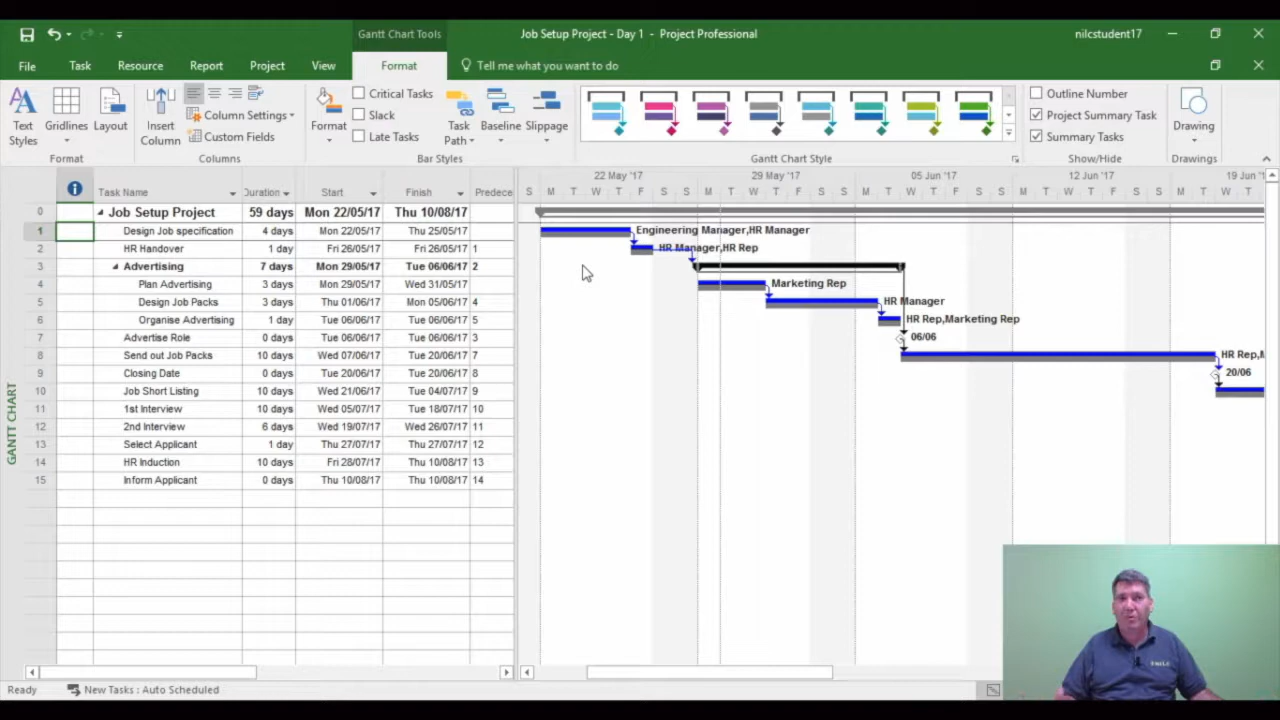 Gantt Chart Tools
Job Setup Project - Day 1 - Project Professional
nilcstudent17
File Task Resource Report Project View Format Tell me what you want to do
Text Styles
Gridlines
Layout
Format
Insert Column
Column Settings
Custom Fields
Columns
Format
Critical Tasks
Slack
Late Tasks
Task Path
Baseline
Slippage
Bar Styles
Gantt Chart Style
Outline Number
Project Summary Task
Summary Tasks
Show/Hide
Drawing
Drawings
Task Name Duration Start Finish Predece
22 May '17 29 May '17 05 Jun '17 12 Jun '17 19 Jun '1
S M T W T F S S M T W T F S S M T W T F S S M T W T F S S M T W T
0 Job Setup Project 59 days Mon 22/05/17 Thu 10/08/17
1 Design Job specification 4 days Mon 22/05/17 Thu 25/05/17 Engineering Manager,HR Manager
2 HR Handover 1 day Fri 26/05/17 Fri 26/05/17 1 HR Manager,HR Rep
3 Advertising 7 days Mon 29/05/17 Tue 06/06/17 2
4 Plan Advertising 3 days Mon 29/05/17 Wed 31/05/17 Marketing Rep
5 Design Job Packs 3 days Thu 01/06/17 Mon 05/06/17 4 HR Manager
6 Organise Advertising 1 day Tue 06/06/17 Tue 06/06/17 5 HR Rep,Marketing Rep
7 Advertise Role 0 days Tue 06/06/17 Tue 06/06/17 3 06/06
8 Send out Job Packs 10 days Wed 07/06/17 Tue 20/06/17 7 HR Rep,M
9 Closing Date 0 days Tue 20/06/17 Tue 20/06/17 8 20/06
10 Job Short Listing 10 days Wed 21/06/17 Tue 04/07/17 9
11 1st Interview 10 days Wed 05/07/17 Tue 18/07/17 10
12 2nd Interview 6 days Wed 19/07/17 Wed 26/07/17 11
13 Select Applicant 1 day Thu 27/07/17 Thu 27/07/17 12
14 HR Induction 10 days Fri 28/07/17 Thu 10/08/17 13
15 Inform Applicant 0 days Thu 10/08/17 Thu 10/08/17 14
GANTT CHART
Ready New Tasks : Auto Scheduled